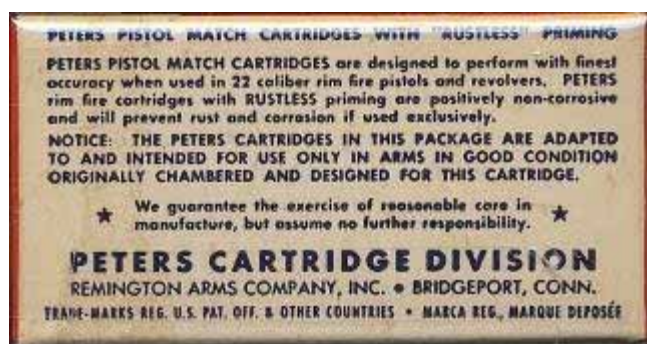 PETERS PISTOL MATCH CARTRIDGES WITH "RUSTLESS" PRIMING
PETERS PISTOL MATCH CARTRIDGES are designed to perform with finest
accuracy when used in 22 caliber rim fire pistols and revolvers. PETERS
rim fire cartridges with RUSTLESS priming are positively non-corrosive
and will prevent rust and corrosion if used exclusively.
NOTICE: THE PETERS CARTRIDGES IN THIS PACKAGE ARE ADAPTED
TO AND INTENDED FOR USE ONLY IN ARMS IN GOOD CONDITION
ORIGINALLY CHAMBERED AND DESIGNED FOR THIS CARTRIDGE.
★ We guarantee the exercise of reasonable care in ★
manufacture, but assume no further responsibility.
PETERS CARTRIDGE DIVISION
REMINGTON ARMS COMPANY, INC. • BRIDGEPORT, CONN.
TRADE-MARKS REG. U.S. PAT. OFF. & OTHER COUNTRIES • MARCA REG., MARQUE DEPOSÉE